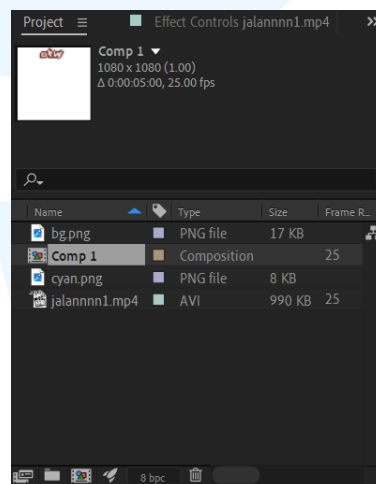 Project Effect Controls jalannnn1.mp4
Comp 1
1080 x 1080 (1.00)
Δ 0:00:05:00, 25.00 fps
Name Type Size Frame R...
bg.png PNG file 17 KB
Comp 1 Composition 25
cyan.png PNG file 8 KB
jalannnn1.mp4 AVI 990 KB 25
8 bpc